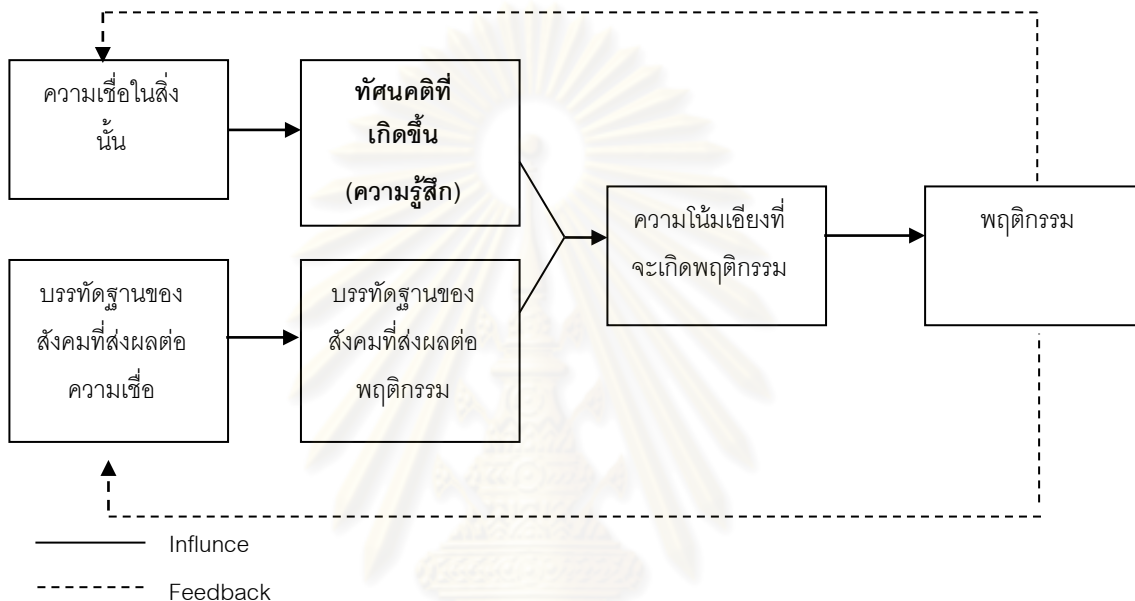 ความเชื่อในสิ่ง
นั้น
ทัศนคติที่
เกิดขึ้น
(ความรู้สึก)
ความโน้มเอียงที่
จะเกิดพฤติกรรม
พฤติกรรม
บรรทัดฐานของ
สังคมที่ส่งผลต่อ
ความเชื่อ
บรรทัดฐานของ
สังคมที่ส่งผลต่อ
พฤติกรรม
Influnce
Feedback